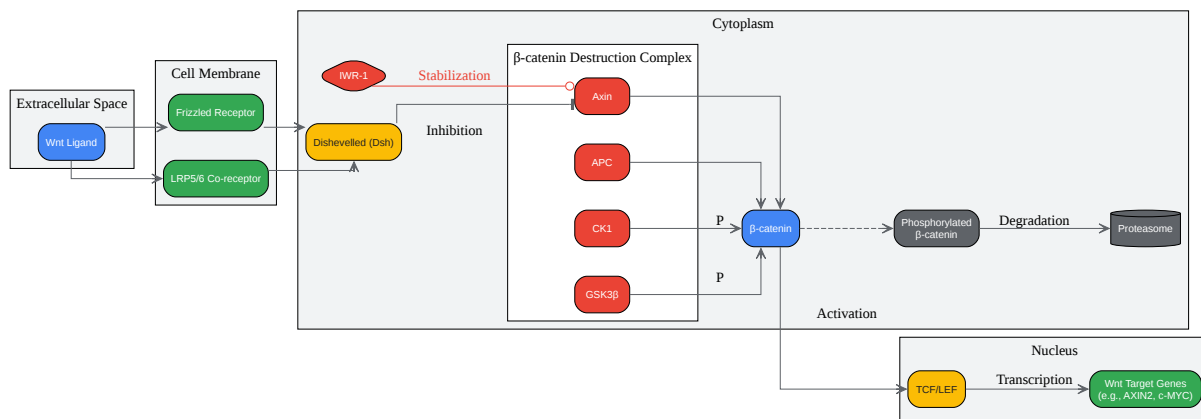 Cytoplasm
β-catenin Destruction Complex
Cell Membrane
IWR-1
Stabilization
Extracellular Space
Axin
Frizzled Receptor
Inhibition
Wnt Ligand
Dishevelled (Dsh)
APC
LRP5/6 Co-receptor
CK1
P
β-catenin
Phosphorylated
β-catenin
Degradation
Proteasome
P
GSK3β
Activation
Nucleus
TCF/LEF
Transcription
Wnt Target Genes
(e.g., AXIN2, c-MYC)